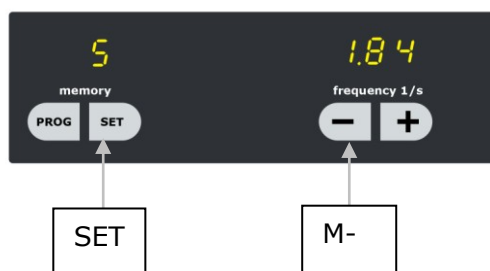 5 1.84
memory frequency 1/s
PROG SET − +
SET M-